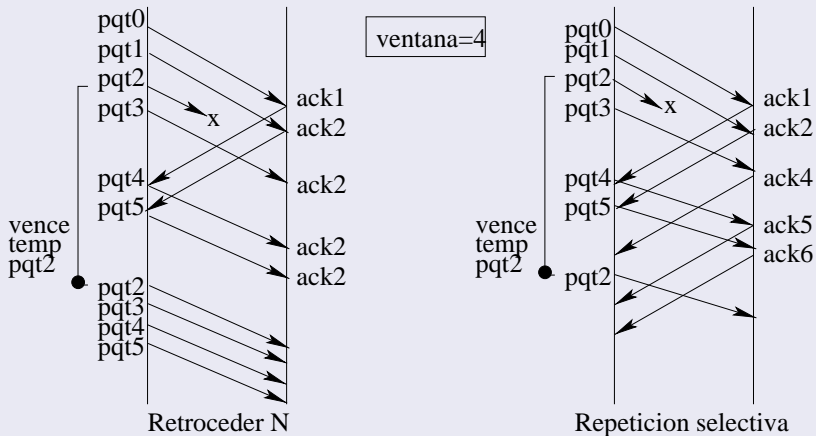 pqt0
pqt1
pqt2
pqt3
pqt4
pqt5
vence
temp
pqt2
pqt2
pqt3
pqt4
pqt5
x
ack1
ack2
ack2
ack2
ack2
Retroceder N
ventana=4
pqt0
pqt1
pqt2
pqt3
pqt4
pqt5
vence
temp
pqt2
pqt2
x
ack1
ack2
ack4
ack5
ack6
Repeticion selectiva